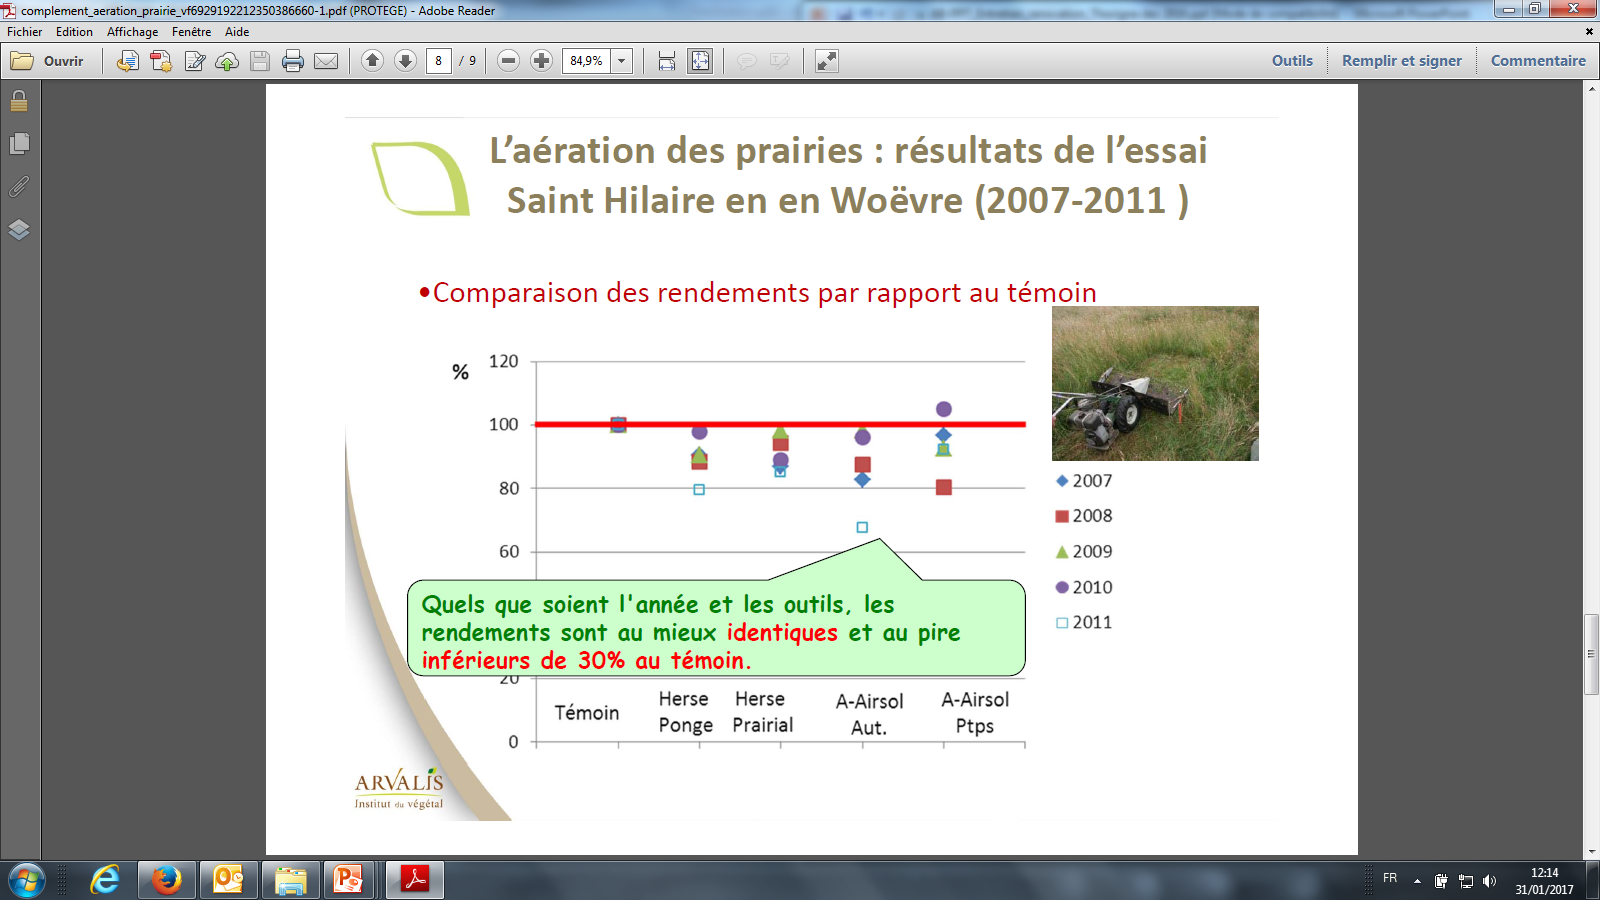 complement_aeration_prairie_vf6929192212350386660-1.pdf (PROTEGE) - Adobe Reader
Fichier Edition Affichage Fenêtre Aide
Ouvrir 8 / 9 84,9% Outils Remplir et signer Commentaire
L'aération des prairies : résultats de l'essai
Saint Hilaire en en Woëvre (2007-2011 )
•Comparaison des rendements par rapport au témoin
%
120
100
80
60
20
0
Témoin
Herse
Ponge
Herse
Prairial
A-Airsol
Aut.
A-Airsol
Ptps
2007
2008
2009
2010
2011
Quels que soient l'année et les outils, les
rendements sont au mieux identiques et au pire
inférieurs de 30% au témoin.
ARVALIS
Institut du végétal
FR
12:14
31/01/2017